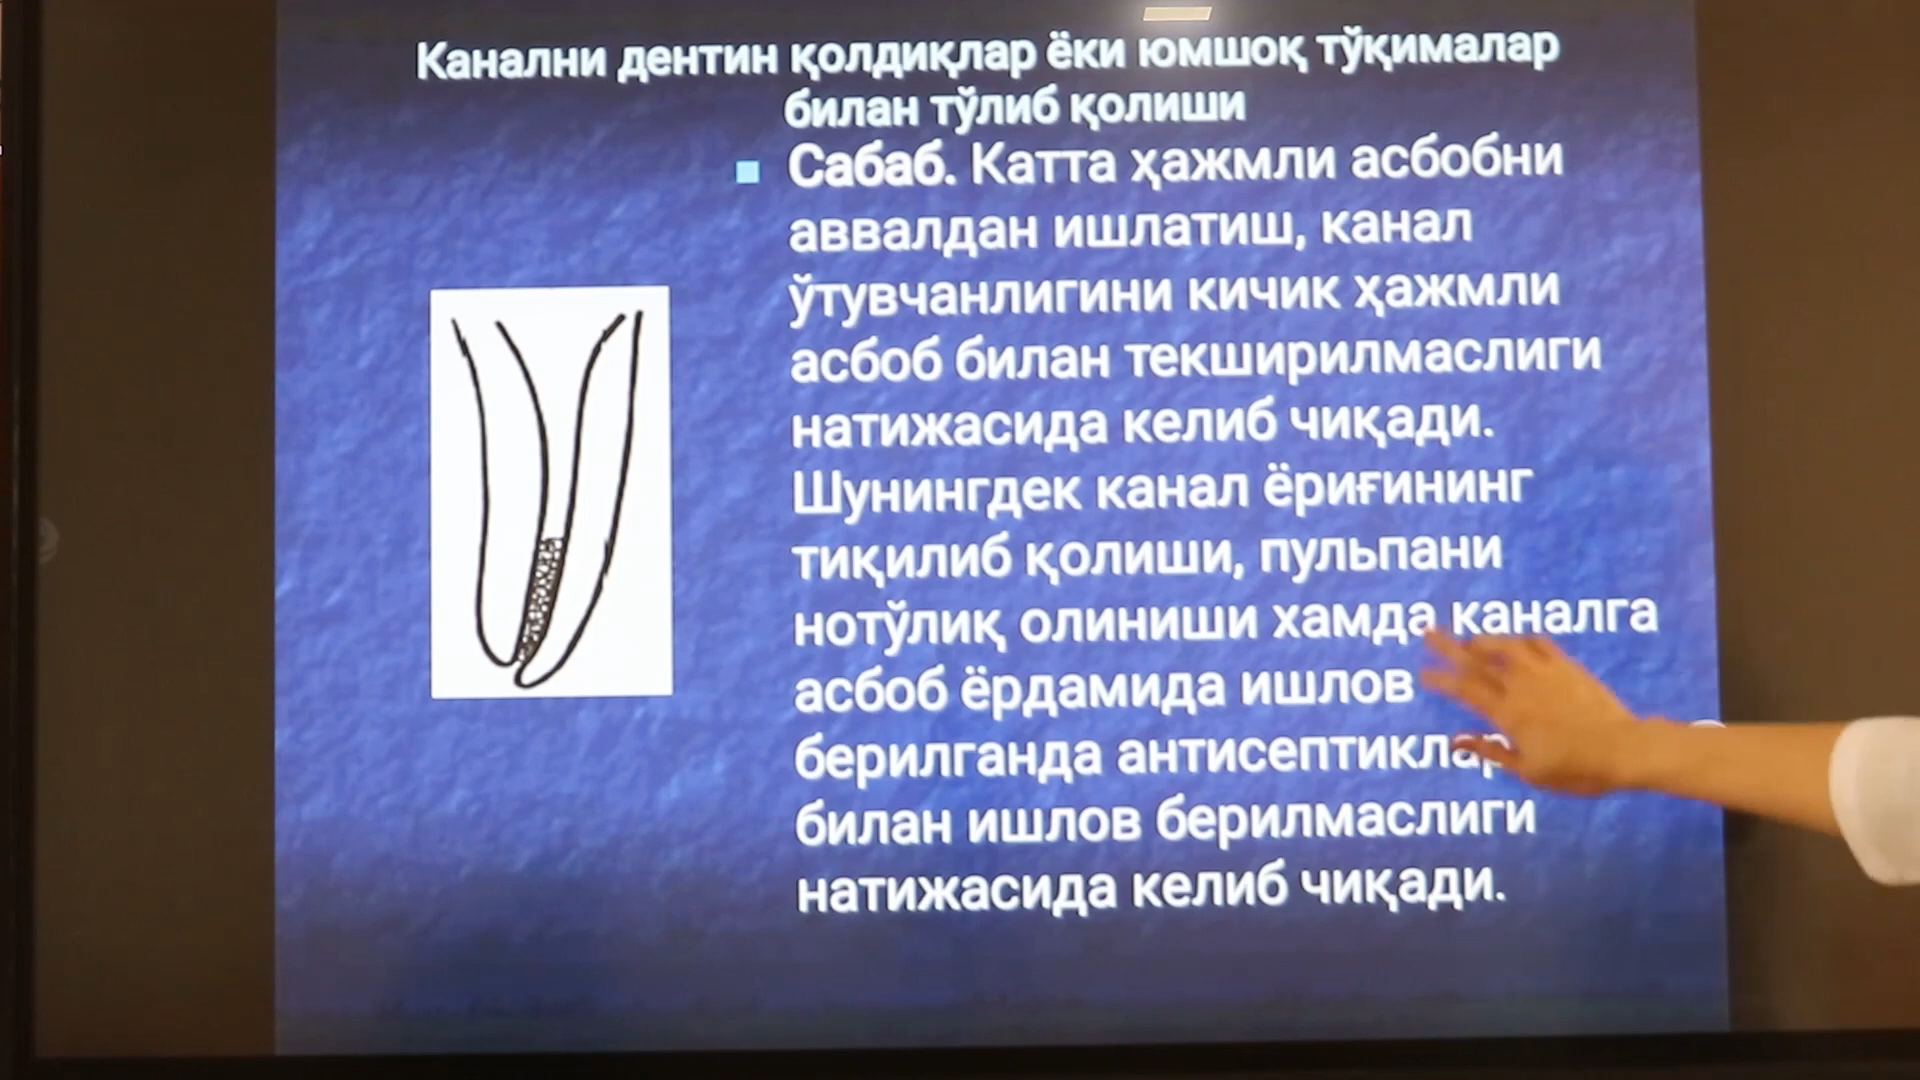 Канални дентин қолдиқлар ёки юмшоқ тўқималар
билан тўлиб қолиши
Сабаб. Катта ҳажмли асбобни
аввалдан ишлатиш, канал
ўтувчанлигини кичик ҳажмли
асбоб билан текширилмаслиги
натижасида келиб чиқади.
Шунингдек канал ёриғининг
тиқилиб қолиши, пульпани
нотўлиқ олиниши хамда каналга
асбоб ёрдамида ишлов
берилганда антисептиклар
билан ишлов берилмаслиги
натижасида келиб чиқади.